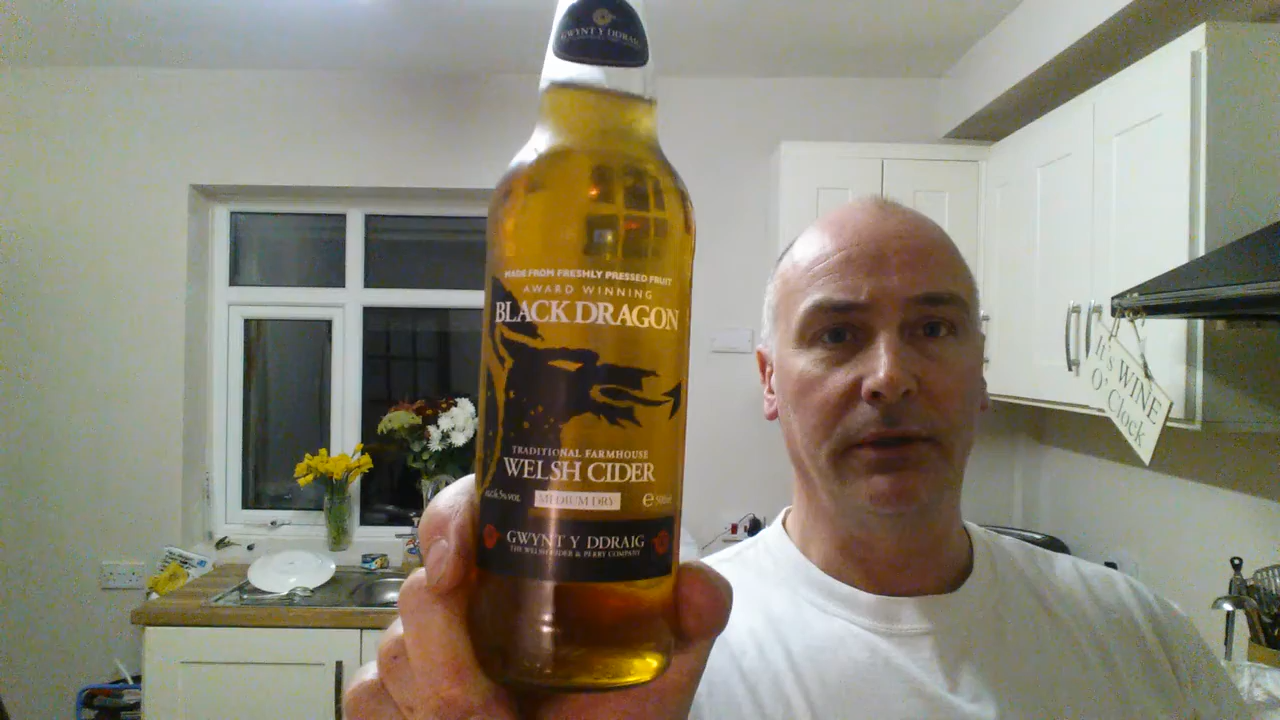 GWYNT Y DDRAIG
MADE FROM FRESHLY PRESSED FRUIT
AWARD WINNING
BLACK DRAGON
TRADITIONAL FARMHOUSE
WELSH CIDER
MEDIUM DRY
GWYNT Y DDRAIG
THE WELSH CIDER & PERRY COMPANY
It's WINE
O'Clock